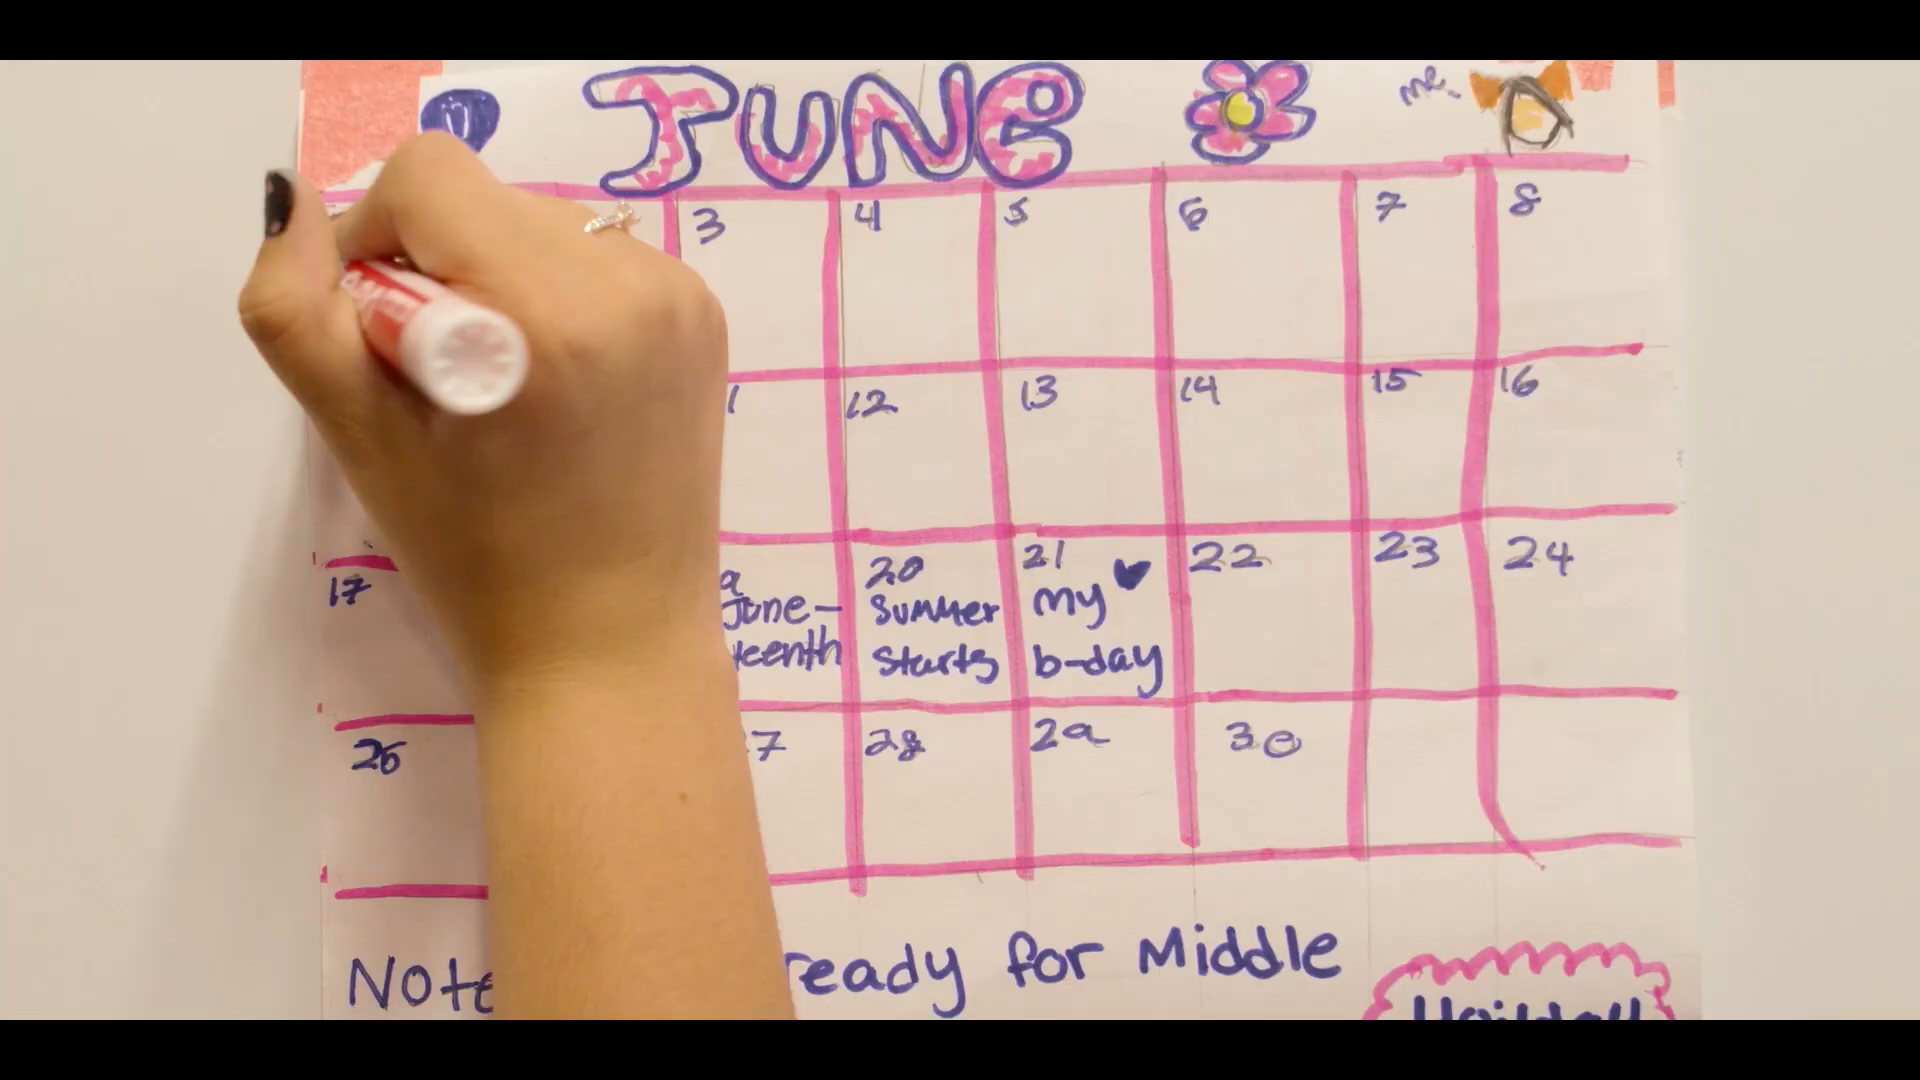 JUNE
me
3 4 5 6 7 8
12 13 14 15 16
17 20 21 22 23 24
June-
teenth
Summer
starts
my
b-day
26 28 29 30
Note
ready for Middle